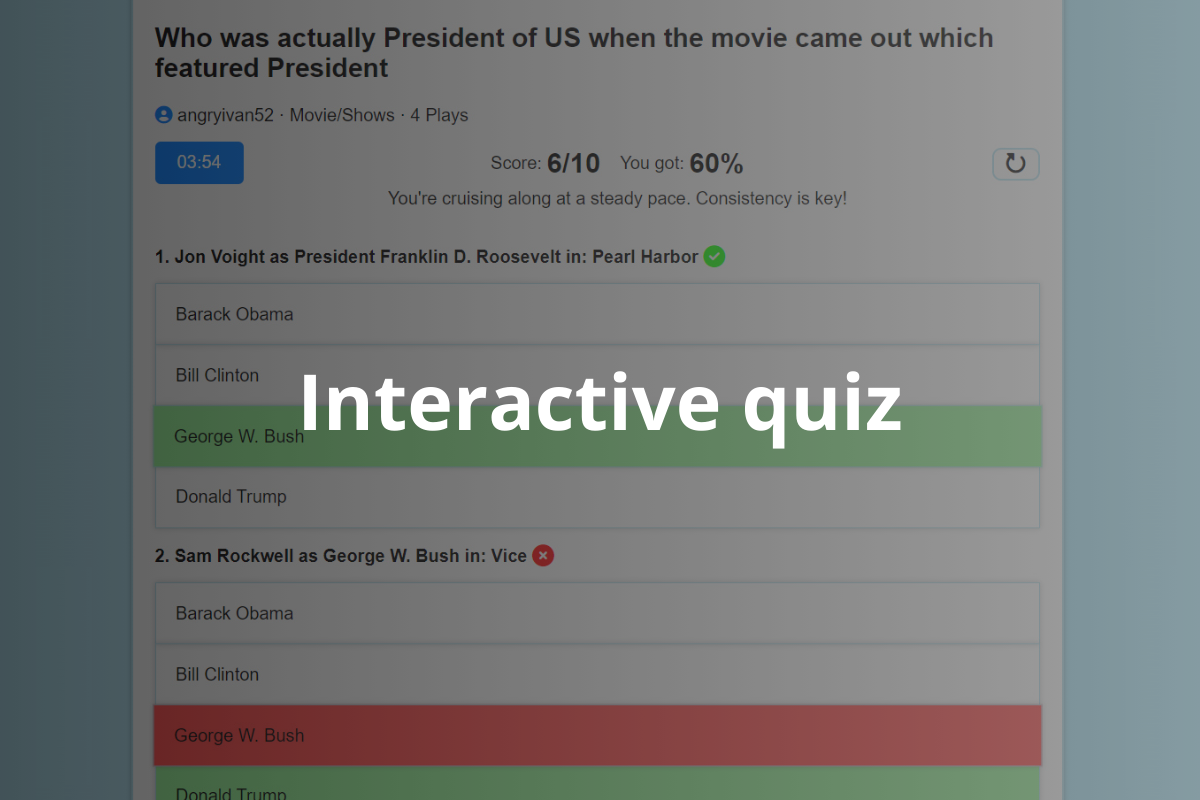 Who was actually President of US when the movie came out which
featured President
angryivan52 · Movie/Shows · 4 Plays
03:54
Score: 6/10 You got: 60%
You're cruising along at a steady pace. Consistency is key!
1. Jon Voight as President Franklin D. Roosevelt in: Pearl Harbor
Barack Obama
Bill Clinton
Interactive quiz
George W. Bush
Donald Trump
2. Sam Rockwell as George W. Bush in: Vice
Barack Obama
Bill Clinton
George W. Bush
Donald Trump